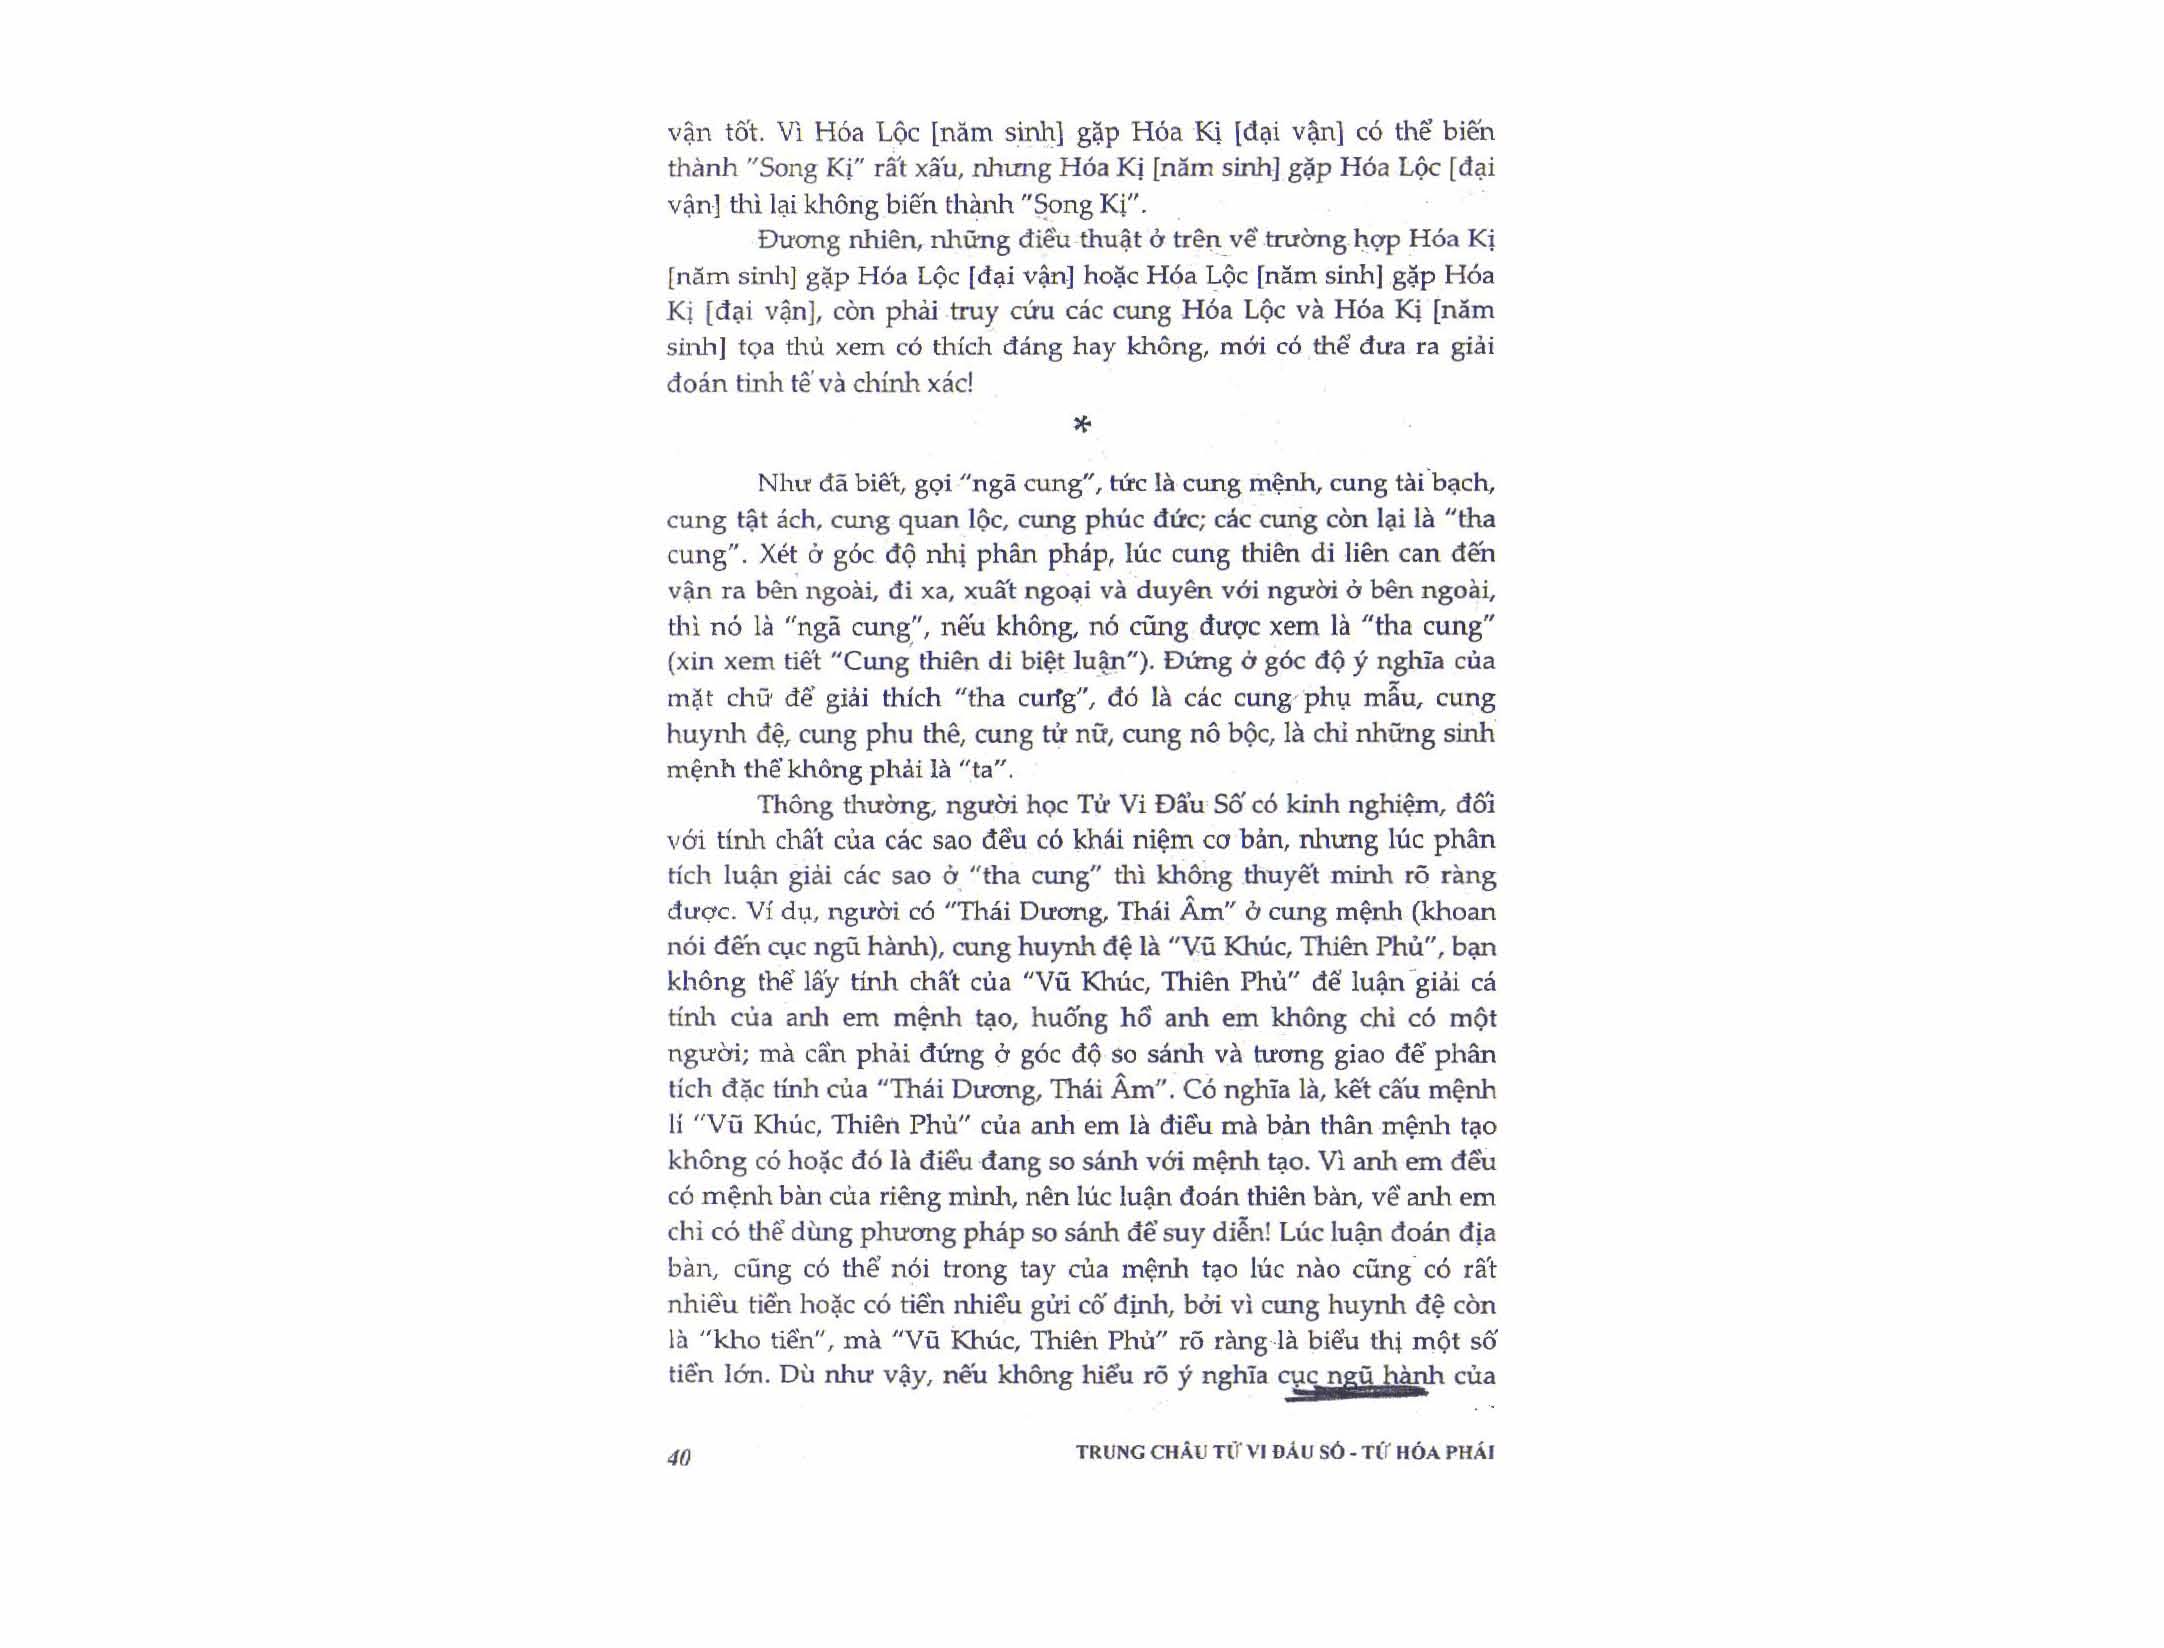 vận tốt. Vì Hóa Lộc [năm sinh] gặp Hóa Kị [đại vận] có thể biến
thành "Song Kị" rất xấu, nhưng Hóa Kị [năm sinh] gặp Hóa Lộc [đại
vận] thì lại không biến thành "Song Kị".
Đương nhiên, những điều thuật ở trên về trường hợp Hóa Kị
[năm sinh] gặp Hóa Lộc [đại vận] hoặc Hóa Lộc [năm sinh] gặp Hóa
Kị [đại vận], còn phải truy cứu các cung Hóa Lộc và Hóa Kị [năm
sinh] tọa thủ xem có thích đáng hay không, mới có thể đưa ra giải
đoán tinh tế và chính xác!
*
Như đã biết, gọi "ngã cung", tức là cung mệnh, cung tài bạch,
cung tật ách, cung quan lộc, cung phúc đức; các cung còn lại là "tha
cung". Xét ở góc độ nhị phân pháp, lúc cung thiên di liên can đến
vận ra bên ngoài, đi xa, xuất ngoại và duyên với người ở bên ngoài,
thì nó là "ngã cung", nếu không, nó cũng được xem là "tha cung"
(xin xem tiết "Cung thiên di biệt luận"). Đứng ở góc độ ý nghĩa của
mặt chữ để giải thích "tha cung", đó là các cung phụ mẫu, cung
huynh đệ, cung phu thê, cung tử nữ, cung nô bộc, là chỉ những sinh
mệnh thể không phải là "ta".
Thông thường, người học Tử Vi Đẩu Số có kinh nghiệm, đối
với tính chất của các sao đều có khái niệm cơ bản, nhưng lúc phân
tích luận giải các sao ở "tha cung" thì không thuyết minh rõ ràng
được. Ví dụ, người có "Thái Dương, Thái Âm" ở cung mệnh (khoan
nói đến cục ngũ hành), cung huynh đệ là "Vũ Khúc, Thiên Phủ", bạn
không thể lấy tính chất của "Vũ Khúc, Thiên Phủ" để luận giải cá
tính của anh em mệnh tạo, huống hồ anh em không chỉ có một
người; mà cần phải đứng ở góc độ so sánh và tương giao để phân
tích đặc tính của "Thái Dương, Thái Âm". Có nghĩa là, kết cấu mệnh
lí "Vũ Khúc, Thiên Phủ" của anh em là điều mà bản thân mệnh tạo
không có hoặc đó là điều đang so sánh với mệnh tạo. Vì anh em đều
có mệnh bàn của riêng mình, nên lúc luận đoán thiên bàn, về anh em
chỉ có thể dùng phương pháp so sánh để suy diễn! Lúc luận đoán địa
bàn, cũng có thể nói trong tay của mệnh tạo lúc nào cũng có rất
nhiều tiền hoặc có tiền nhiều gửi cố định, bởi vì cung huynh đệ còn
là "kho tiền", mà "Vũ Khúc, Thiên Phủ" rõ ràng là biểu thị một số
tiền lớn. Dù như vậy, nếu không hiểu rõ ý nghĩa cục ngũ hành của
40 TRUNG CHÂU TỬ VI ĐẨU SỐ - TỨ HÓA PHÁI